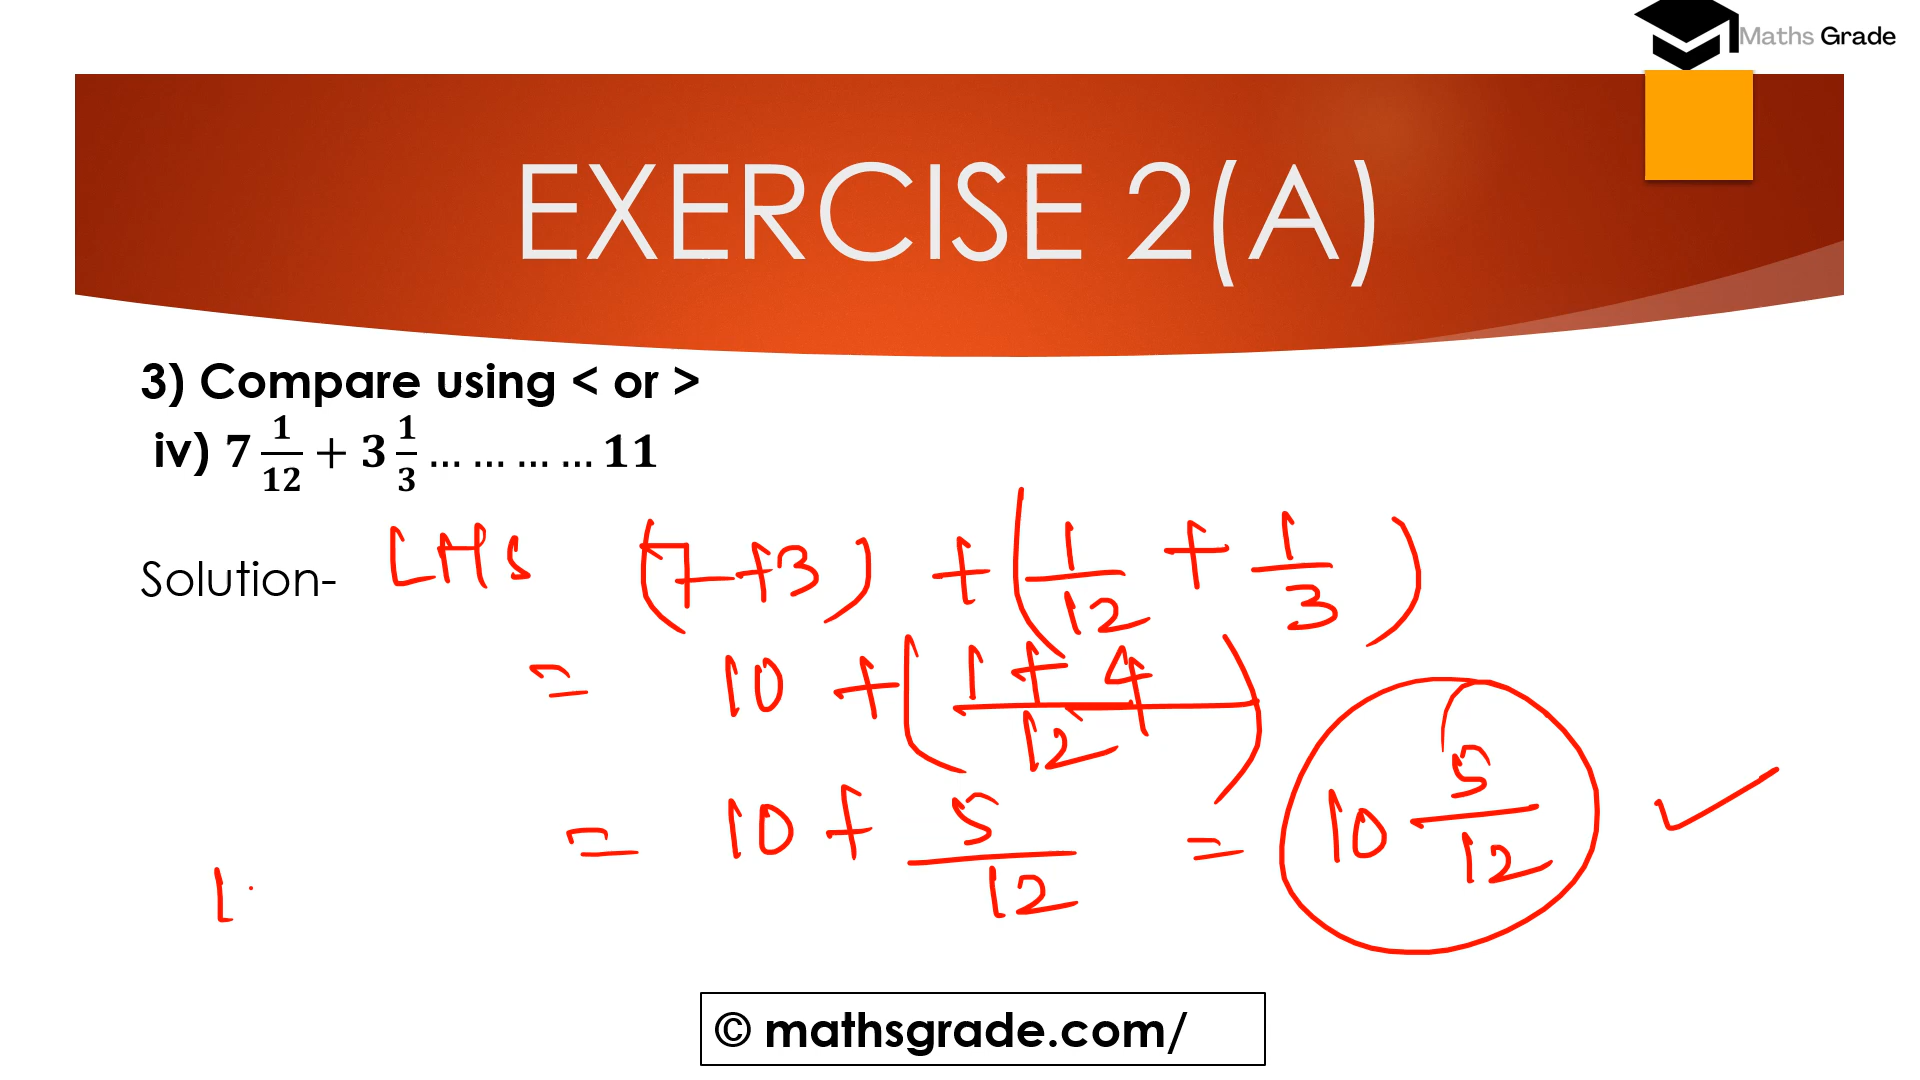 Maths Grade
EXERCISE 2(A)
3) Compare using < or >
iv) 7 1/12 + 3 1/3 ... ... ... ... 11
Solution- LHS (7+3) + (1/12 + 1/3)
= 10 + (1+4/12)
= 10 + 5/12 = 10 5/12 ✓
© mathsgrade.com/